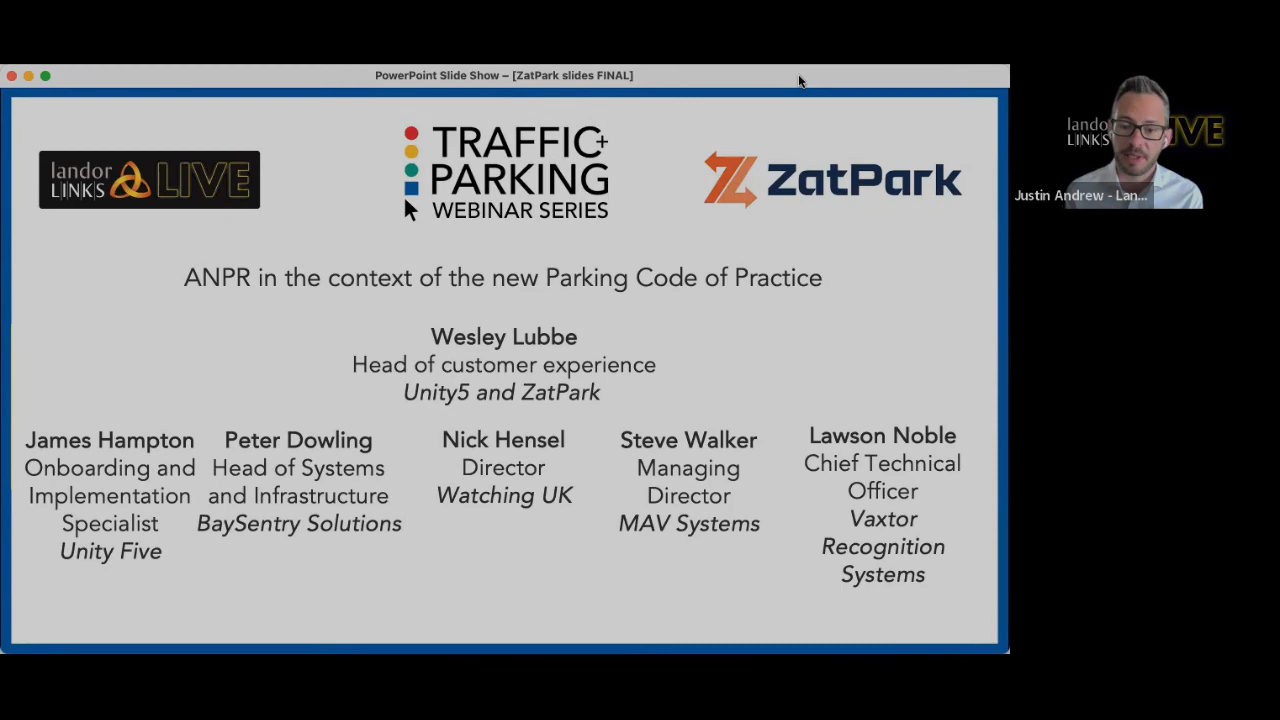 PowerPoint Slide Show – [ZatPark slides FINAL]
landor
LINKS
LIVE
TRAFFIC+
PARKING
WEBINAR SERIES
ZatPark
ANPR in the context of the new Parking Code of Practice
Wesley Lubbe
Head of customer experience
Unity5 and ZatPark
James Hampton
Onboarding and
Implementation
Specialist
Unity Five
Peter Dowling
Head of Systems
and Infrastructure
BaySentry Solutions
Nick Hensel
Director
Watching UK
Steve Walker
Managing
Director
MAV Systems
Lawson Noble
Chief Technical
Officer
Vaxtor
Recognition
Systems
landor
LINKS
IVE
Justin Andrew - Lan...